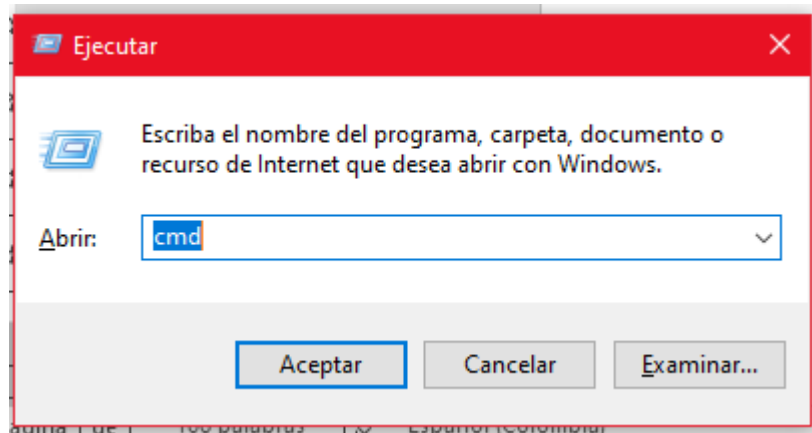 Ejecutar
Escriba el nombre del programa, carpeta, documento o
recurso de Internet que desea abrir con Windows.
Abrir: cmd
Aceptar Cancelar Examinar...